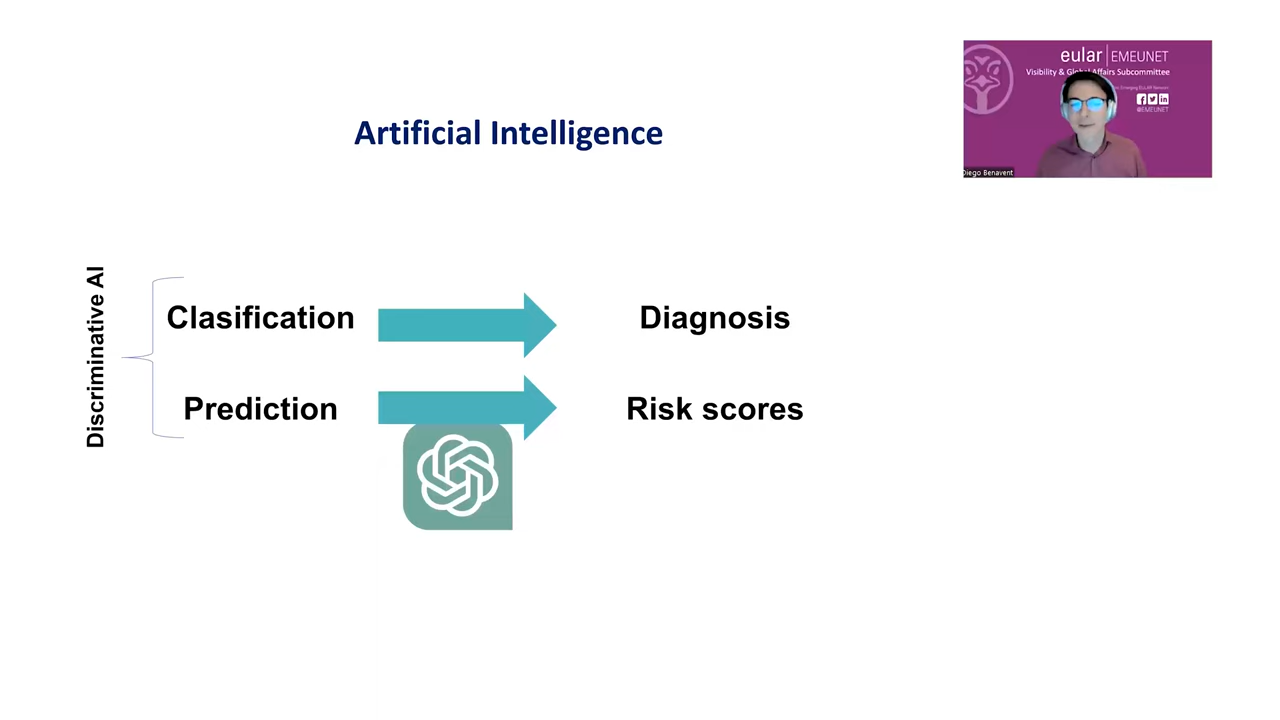 eular EMEUNET
Visibility & Global Affairs Subcommittee
@EMEUNET
Diego Benavent
Artificial Intelligence
Discriminative AI
Clasification
Diagnosis
Prediction
Risk scores